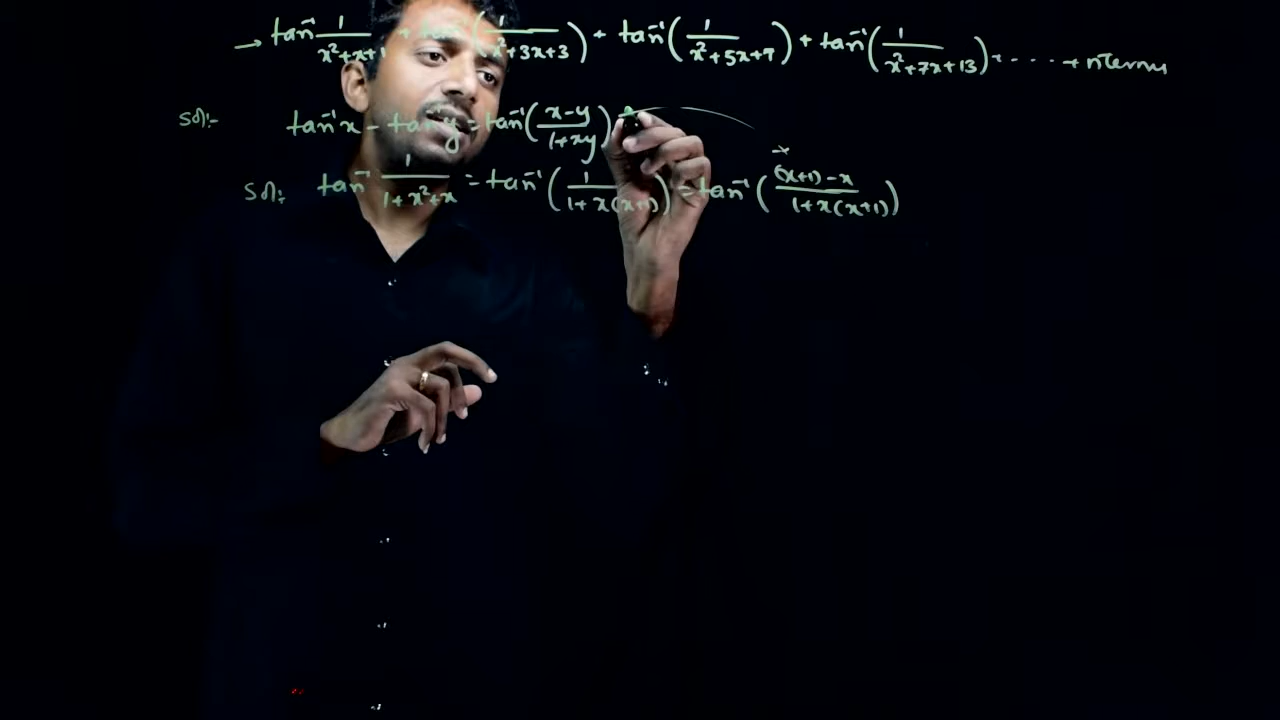 → tan⁻¹ 1/(x²+x+1) + tan⁻¹(1/(x²+3x+3)) + tan⁻¹(1/(x²+5x+7)) + tan⁻¹(1/(x²+7x+13)) + .... + n terms
Sol:- tan⁻¹x - tan⁻¹y = tan⁻¹((x-y)/(1+xy))
Sol: tan⁻¹ 1/(1+x²+x) = tan⁻¹(1/(1+x(x+1))) = tan⁻¹(((x+1)-x)/(1+x(x+1)))